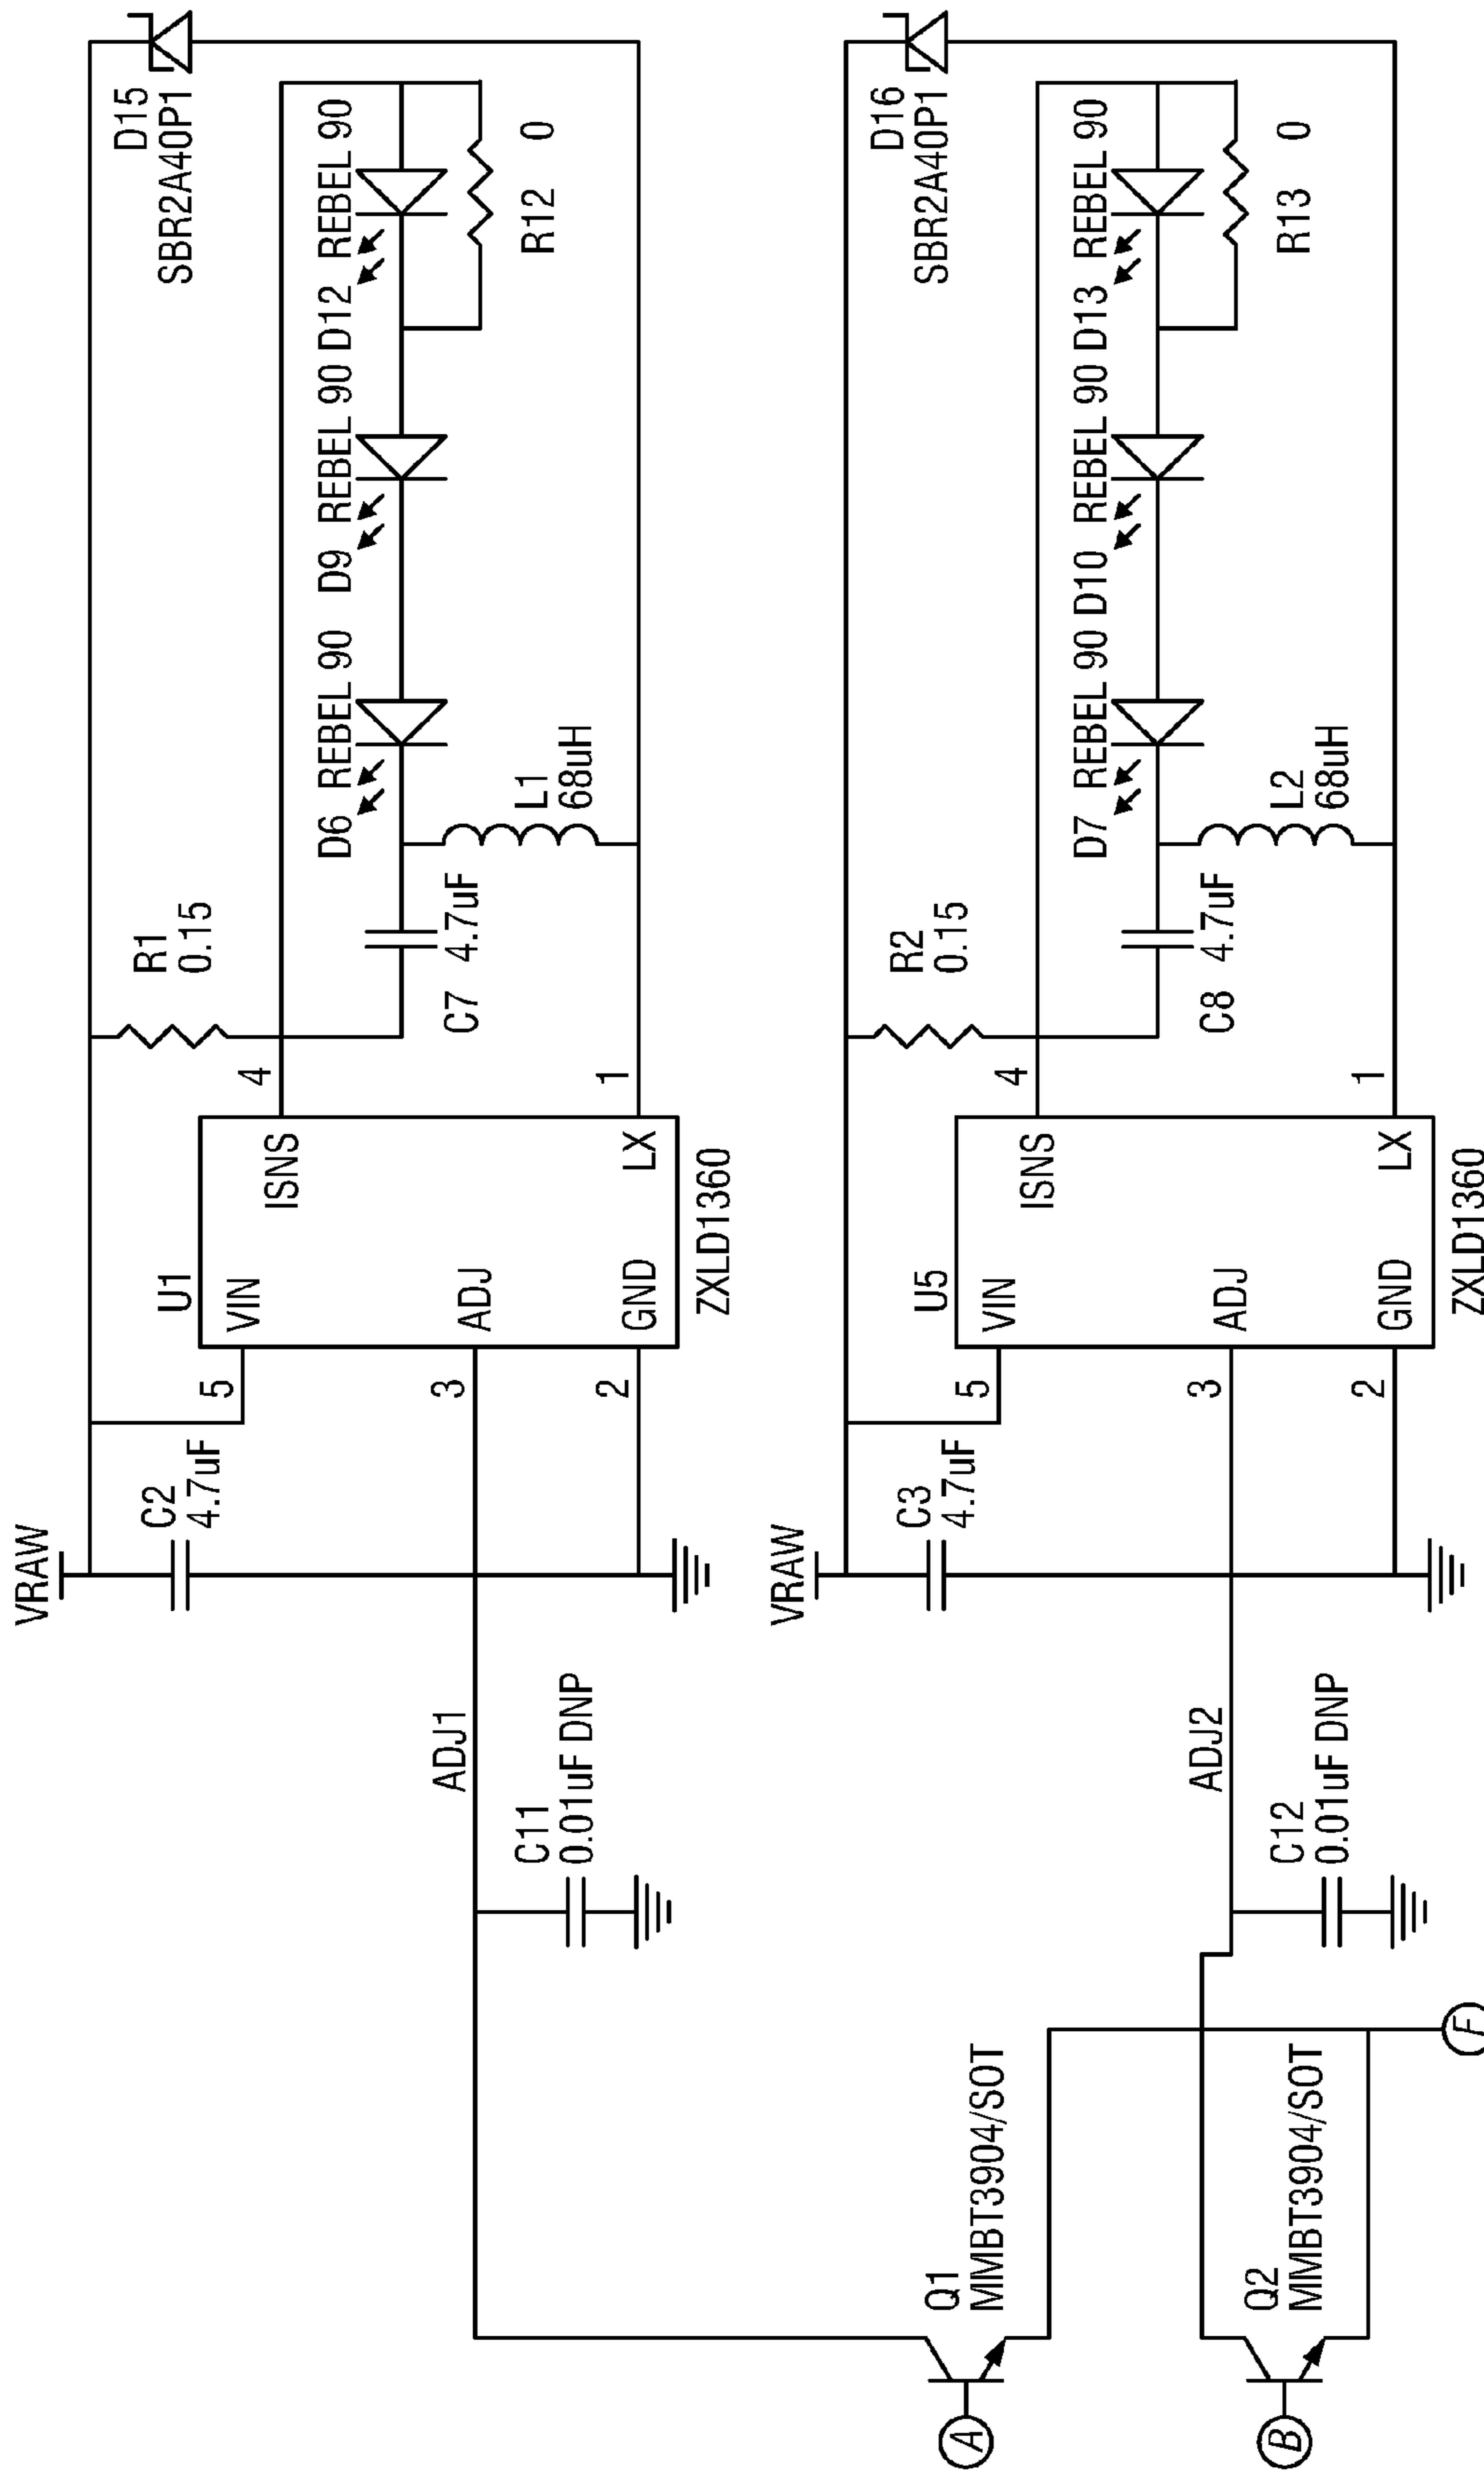 VRAW
C2
4.7uF
R1
0.15
D15
SBR2A40P1
U1
VIN
ISNS
ADJ
GND
LX
5
4
3
2
1
ZXLD1360
D6 REBEL 90
D9 REBEL 90
D12 REBEL 90
C7 4.7uF
L1
68uH
R12 0
ADJ1
C11
0.01uF DNP
VRAW
C3
4.7uF
R2
0.15
D16
SBR2A40P1
U5
VIN
ISNS
ADJ
GND
LX
5
4
3
2
1
ZXLD1360
D7 REBEL 90
D10 REBEL 90
D13 REBEL 90
C8 4.7uF
L2
68uH
R13 0
ADJ2
C12
0.01uF DNP
Q1
MMBT3904/SOT
A
Q2
MMBT3904/SOT
B